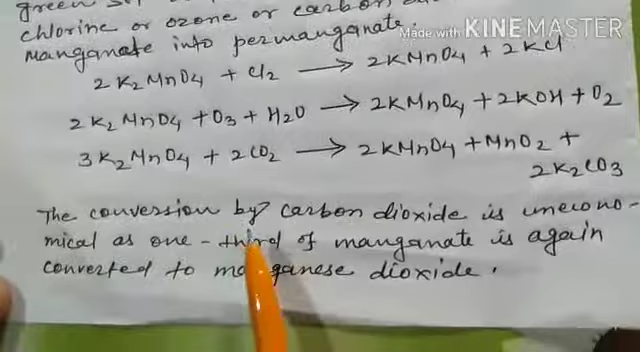 green
chlorine or ozone or carbon
Made with KINEMASTER
manganate into permanganate.
2K2MnO4 + Cl2 → 2KMnO4 + 2KCl
2K2MnO4 + O3 + H2O → 2KMnO4 + 2KOH + O2
3K2MnO4 + 2CO2 → 2KMnO4 + MnO2 +
2K2CO3
The conversion by carbon dioxide is unecono-
mical as one-third of manganate is again
converted to manganese dioxide.